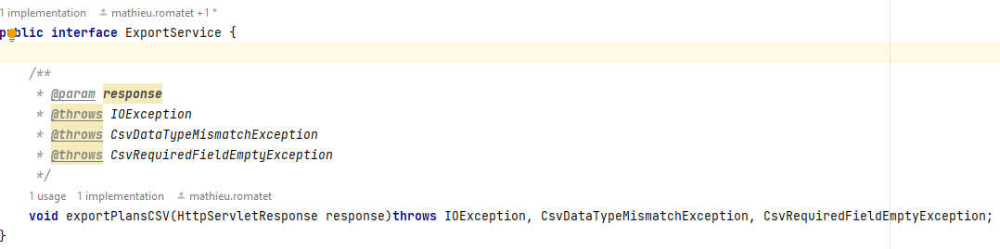 1 implementation mathieu.romatet +1 *
public interface ExportService {
/**
* @param response
* @throws IOException
* @throws CsvDataTypeMismatchException
* @throws CsvRequiredFieldEmptyException
*/
1 usage 1 implementation mathieu.romatet
void exportPlansCSV(HttpServletResponse response)throws IOException, CsvDataTypeMismatchException, CsvRequiredFieldEmptyException;
}